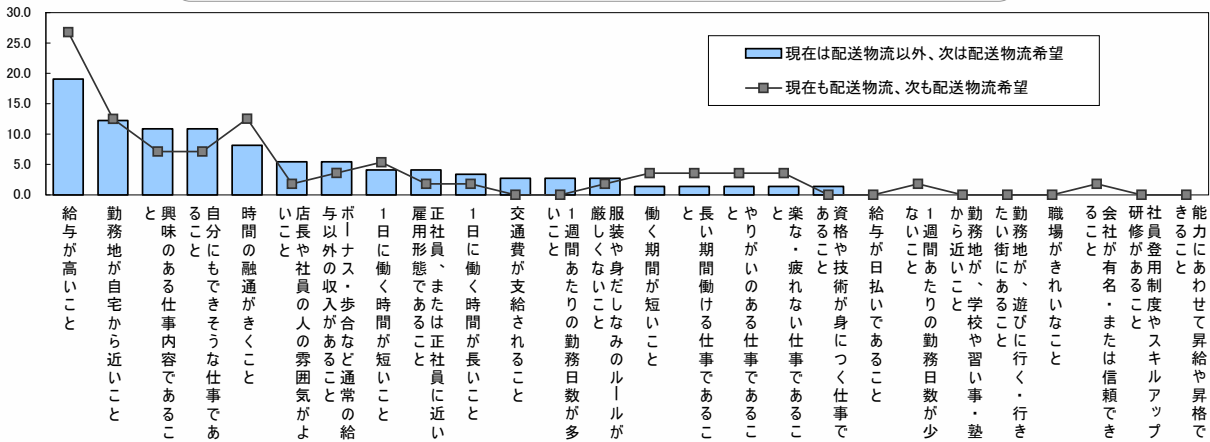 30.0
25.0
20.0
15.0
10.0
5.0
0.0
現在は配送物流以外、次は配送物流希望
現在も配送物流、次も配送物流希望
給与が高いこと
勤務地が自宅から近いこと
興味のある仕事内容であるこ
と
自分にもできそうな仕事であ
ること
時間の融通がきくこと
店長や社員の人の雰囲気がよ
いこと
ボーナス・歩合など通常の給
与以外の収入があること
1日に働く時間が短いこと
正社員、または正社員に近い
雇用形態であること
1日に働く時間が長いこと
交通費が支給されること
1週間あたりの勤務日数が多
いこと
服装や身だしなみのルールが
厳しくないこと
働く期間が短いこと
長い期間働ける仕事であるこ
と
やりがいのある仕事であるこ
と
楽な・疲れない仕事であるこ
と
資格や技術が身につく仕事で
あること
給与が日払いであること
1週間あたりの勤務日数が少
ないこと
勤務地が、学校や習い事・塾
から近いこと
勤務地が、遊びに行く・行き
たい街にあること
職場がきれいなこと
会社が有名・または信頼でき
ること
社員登用制度やスキルアップ
研修があること
能力にあわせて昇給や昇格で
きること